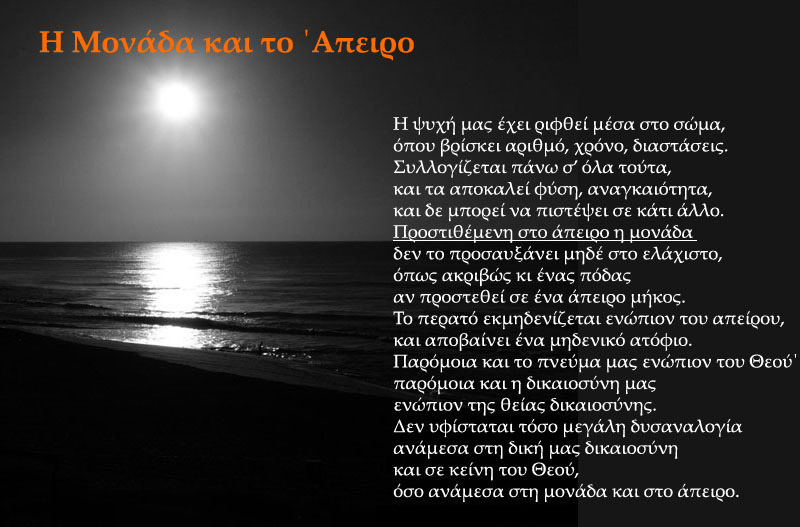 Η Μονάδα και το ΄Απειρο
Η ψυχή μας έχει ριφθεί μέσα στο σώμα,
όπου βρίσκει αριθμό, χρόνο, διαστάσεις.
Συλλογίζεται πάνω σ’ όλα τούτα,
και τα αποκαλεί φύση, αναγκαιότητα,
και δε μπορεί να πιστέψει σε κάτι άλλο.
Προστιθέμενη στο άπειρο η μονάδα
δεν το προσαυξάνει μηδέ στο ελάχιστο,
όπως ακριβώς κι ένας πόδας
αν προστεθεί σε ένα άπειρο μήκος.
Το περατό εκμηδενίζεται ενώπιον του απείρου,
και αποβαίνει ένα μηδενικό ατόφιο.
Παρόμοια και το πνεύμα μας ενώπιον του Θεού΄
παρόμοια και η δικαιοσύνη μας
ενώπιον της θείας δικαιοσύνης.
Δεν υφίσταται τόσο μεγάλη δυσαναλογία
ανάμεσα στη δική μας δικαιοσύνη
και σε κείνη του Θεού,
όσο ανάμεσα στη μονάδα και στο άπειρο.